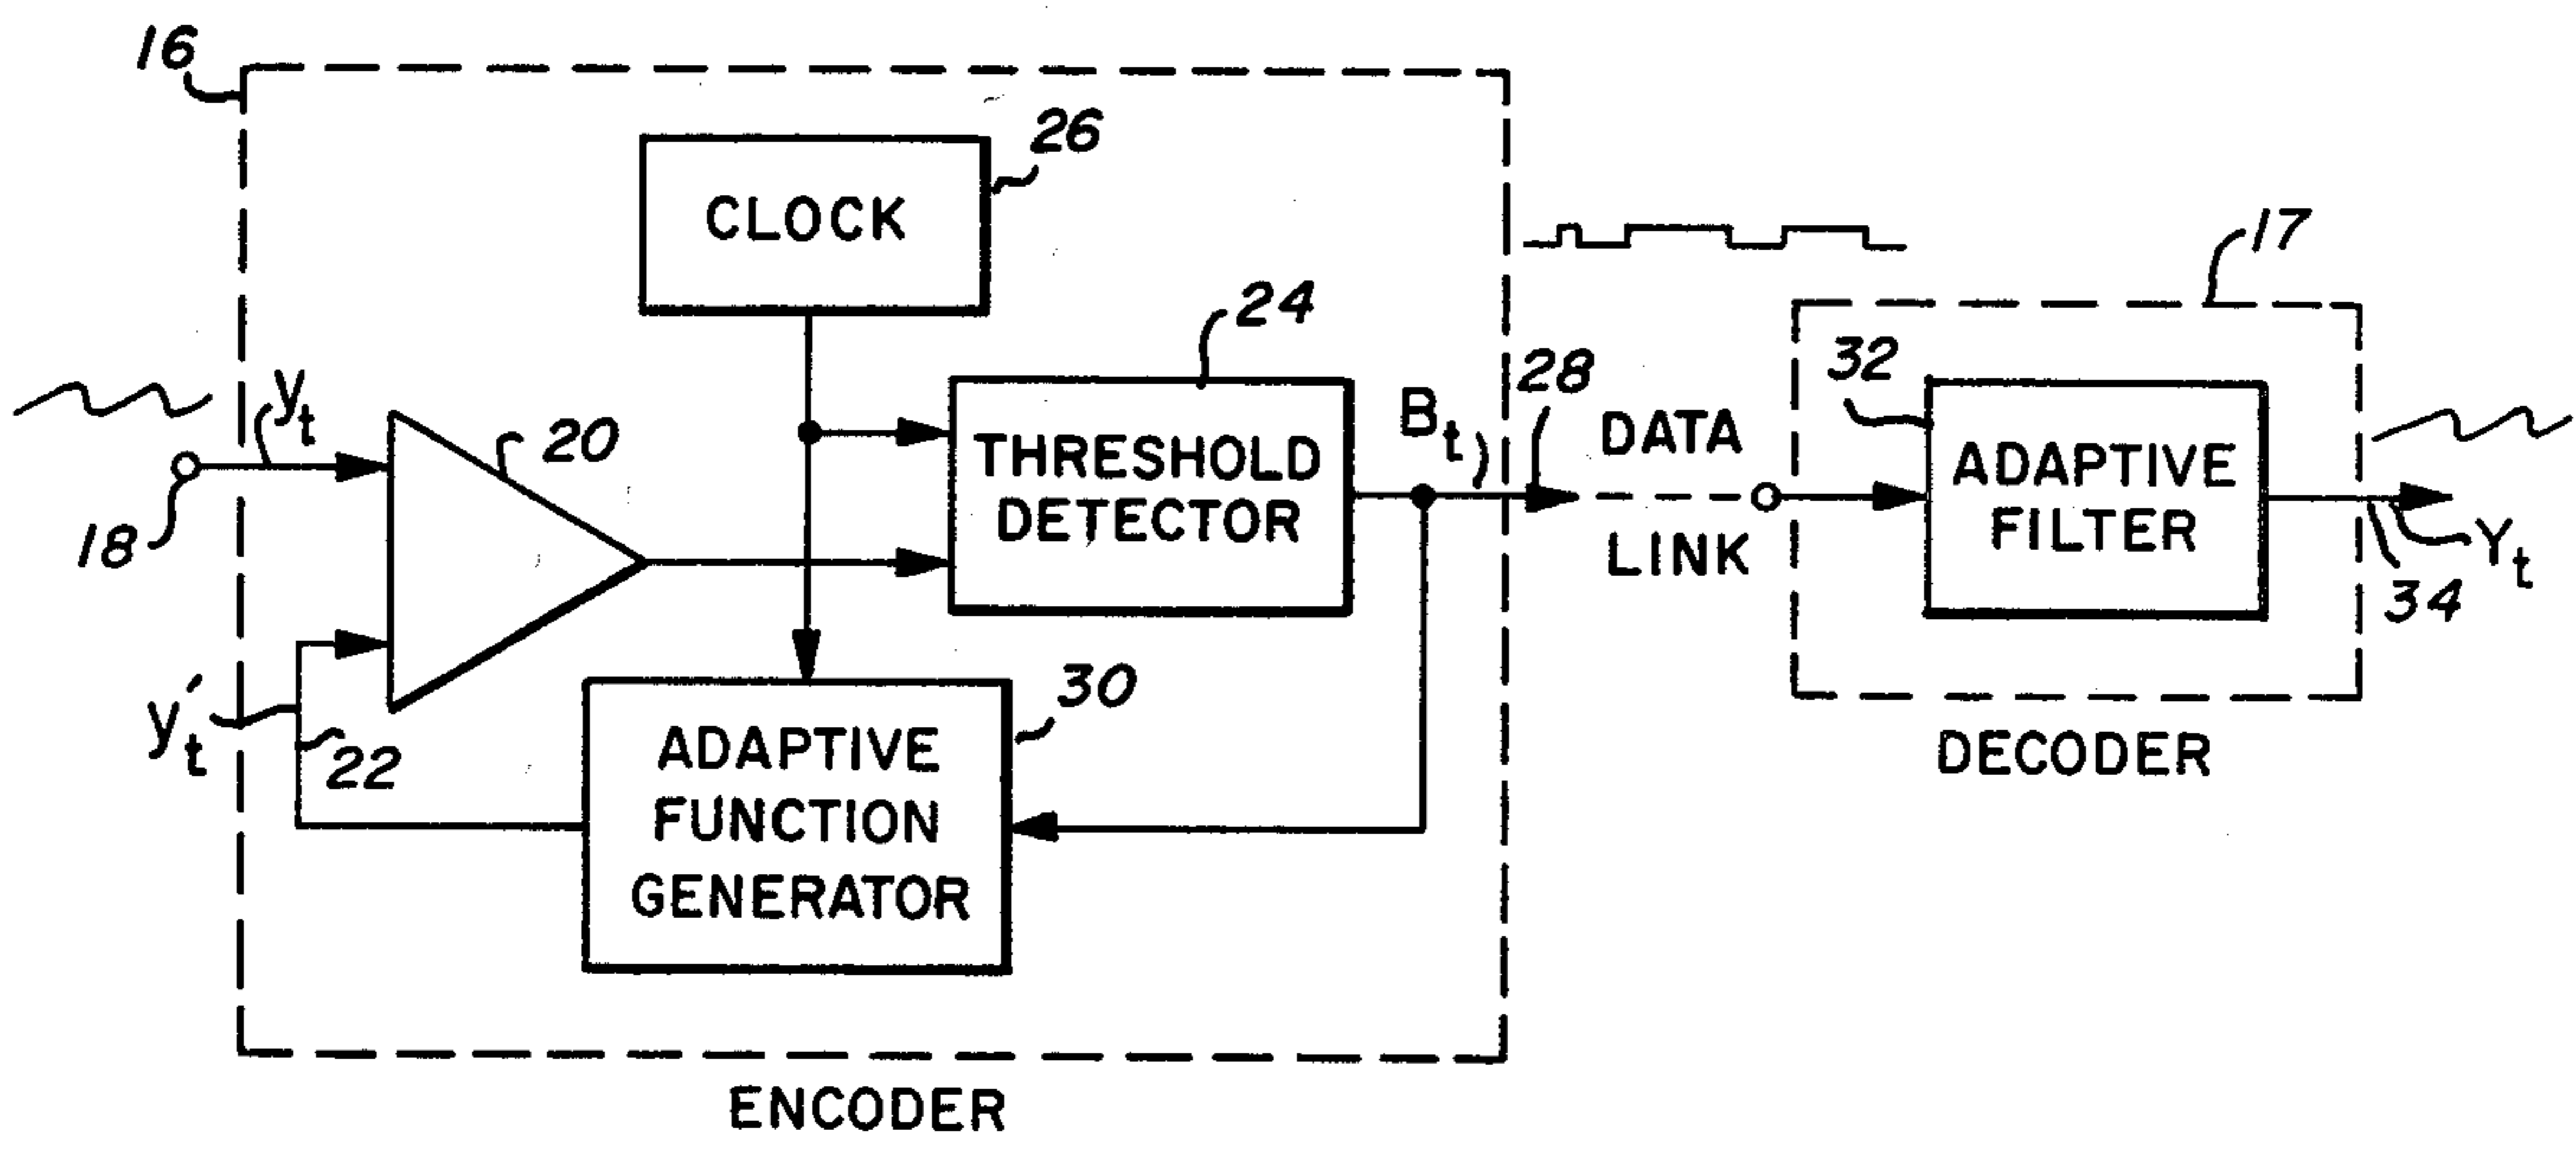 16
CLOCK
26
17
24
THRESHOLD
DETECTOR
yt
20
18
Bt
28
DATA
LINK
32
ADAPTIVE
FILTER
Yt
34
DECODER
y't
22
30
ADAPTIVE
FUNCTION
GENERATOR
ENCODER